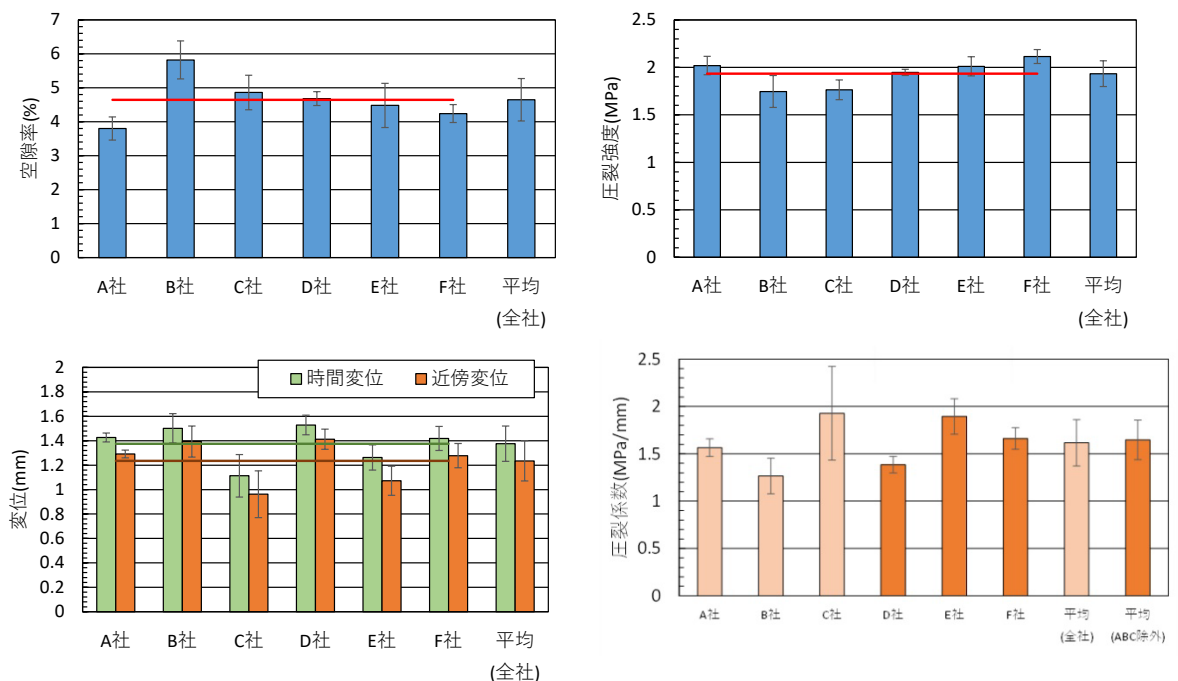 空隙率(%)
7
6
5
4
3
2
1
0
A社 B社 C社 D社 E社 F社 平均
(全社)
圧裂強度(MPa)
2.5
2
1.5
1
0.5
0
A社 B社 C社 D社 E社 F社 平均
(全社)
変位(mm)
時間変位 近傍変位
2
1.8
1.6
1.4
1.2
1
0.8
0.6
0.4
0.2
0
A社 B社 C社 D社 E社 F社 平均
(全社)
圧裂係数(MPa/mm)
2.5
2
1.5
1
0.5
0
A社 B社 C社 D社 E社 F社 平均 平均
(全社) (ABC除外)